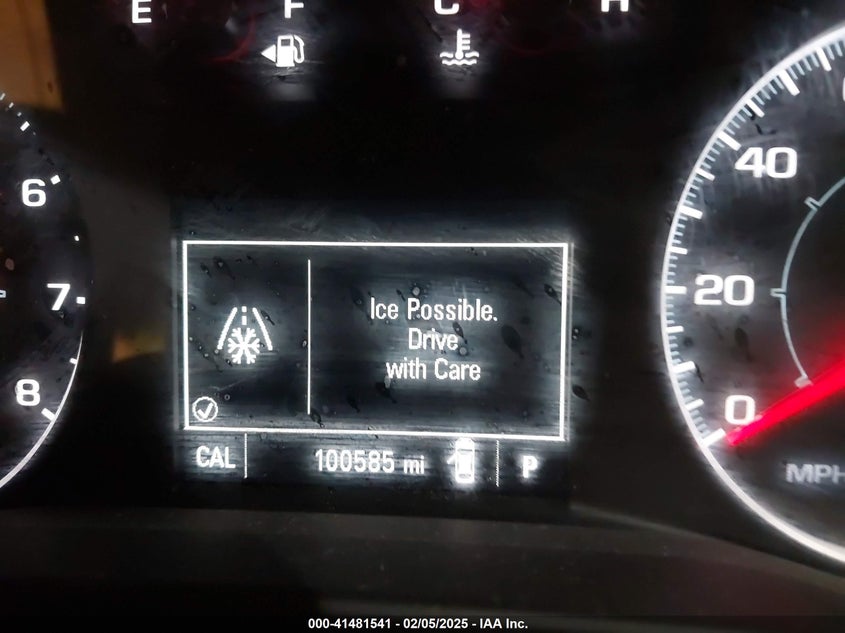 E F C H
6
7
8
40
20
0
MPH
Ice Possible.
Drive
with Care
CAL 100585 mi P
000-41481541 - 02/05/2025 - IAA Inc.